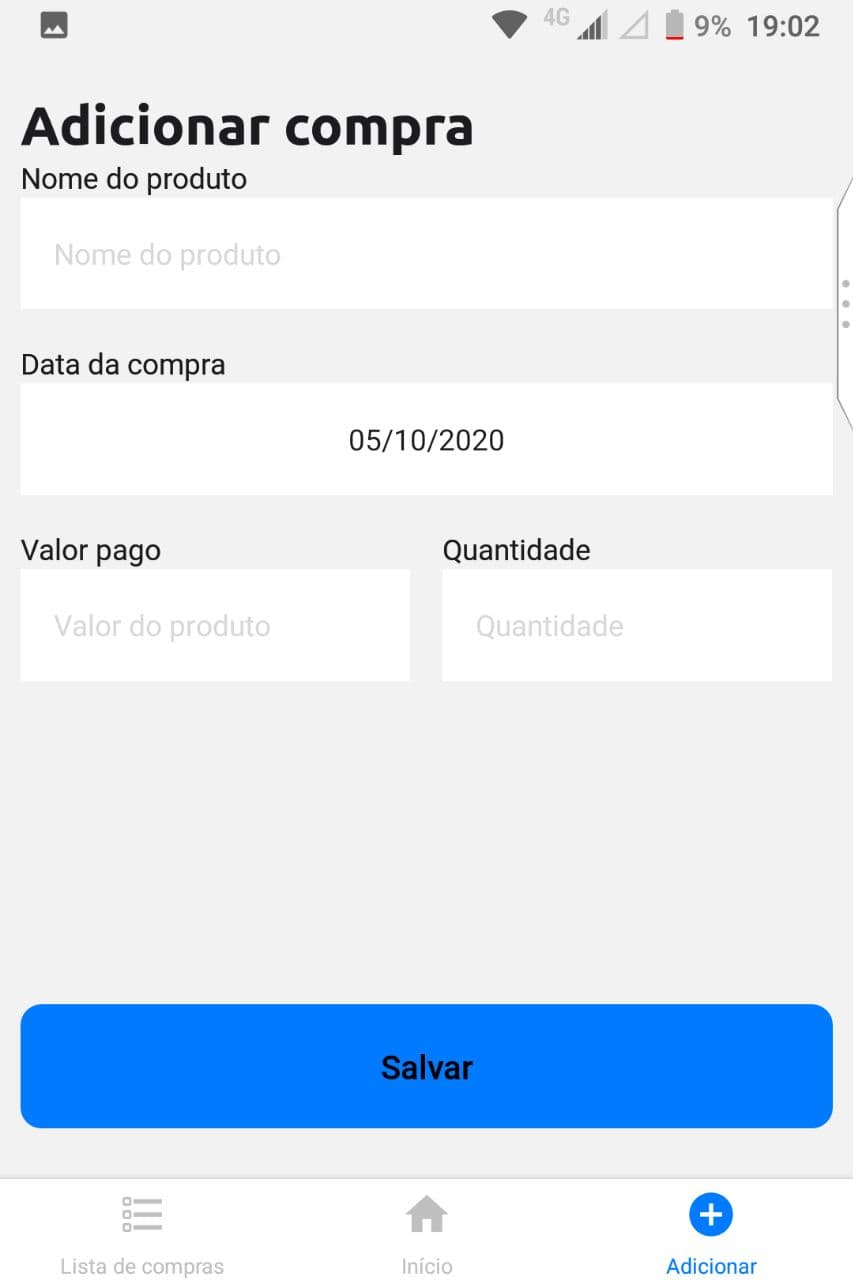 4G 9% 19:02
Adicionar compra
Nome do produto
Nome do produto
Data da compra
05/10/2020
Valor pago Quantidade
Valor do produto Quantidade
Salvar
Lista de compras Início Adicionar